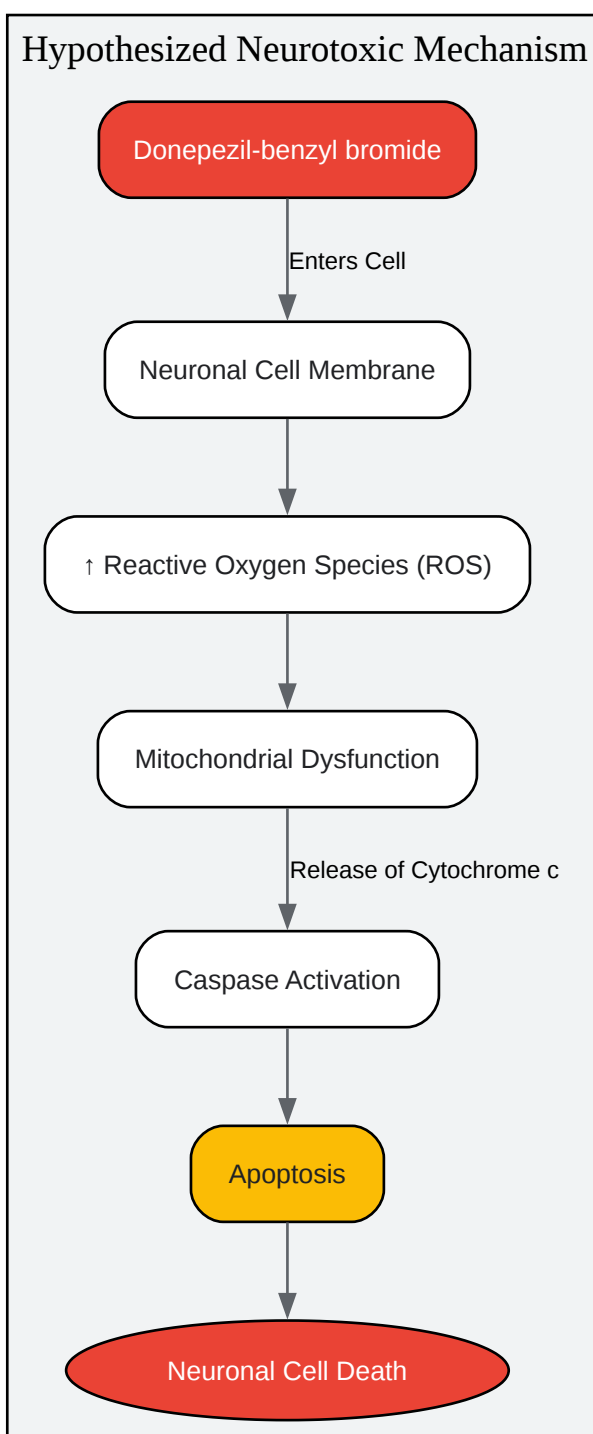 Hypothesized Neurotoxic Mechanism
Donepezil-benzyl bromide
Enters Cell
Neuronal Cell Membrane
↑ Reactive Oxygen Species (ROS)
Mitochondrial Dysfunction
Release of Cytochrome c
Caspase Activation
Apoptosis
Neuronal Cell Death